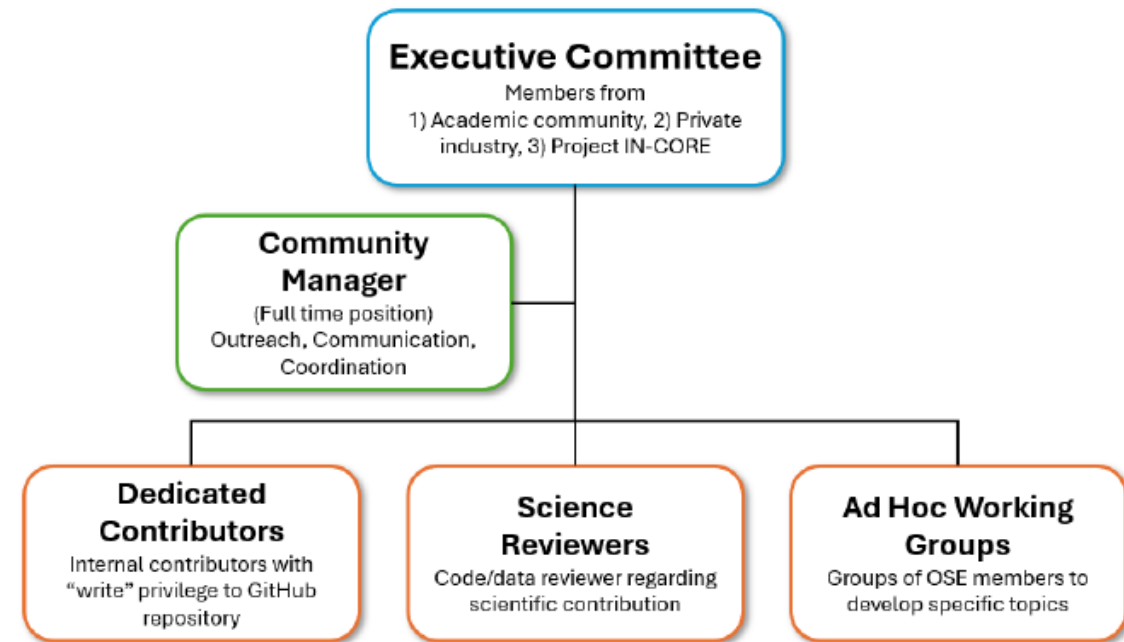 Executive Committee
Members from
1) Academic community, 2) Private
industry, 3) Project IN-CORE
Community
Manager
(Full time position)
Outreach, Communication,
Coordination
Dedicated
Contributors
Internal contributors with
“write” privilege to GitHub
repository
Science
Reviewers
Code/data reviewer regarding
scientific contribution
Ad Hoc Working
Groups
Groups of OSE members to
develop specific topics